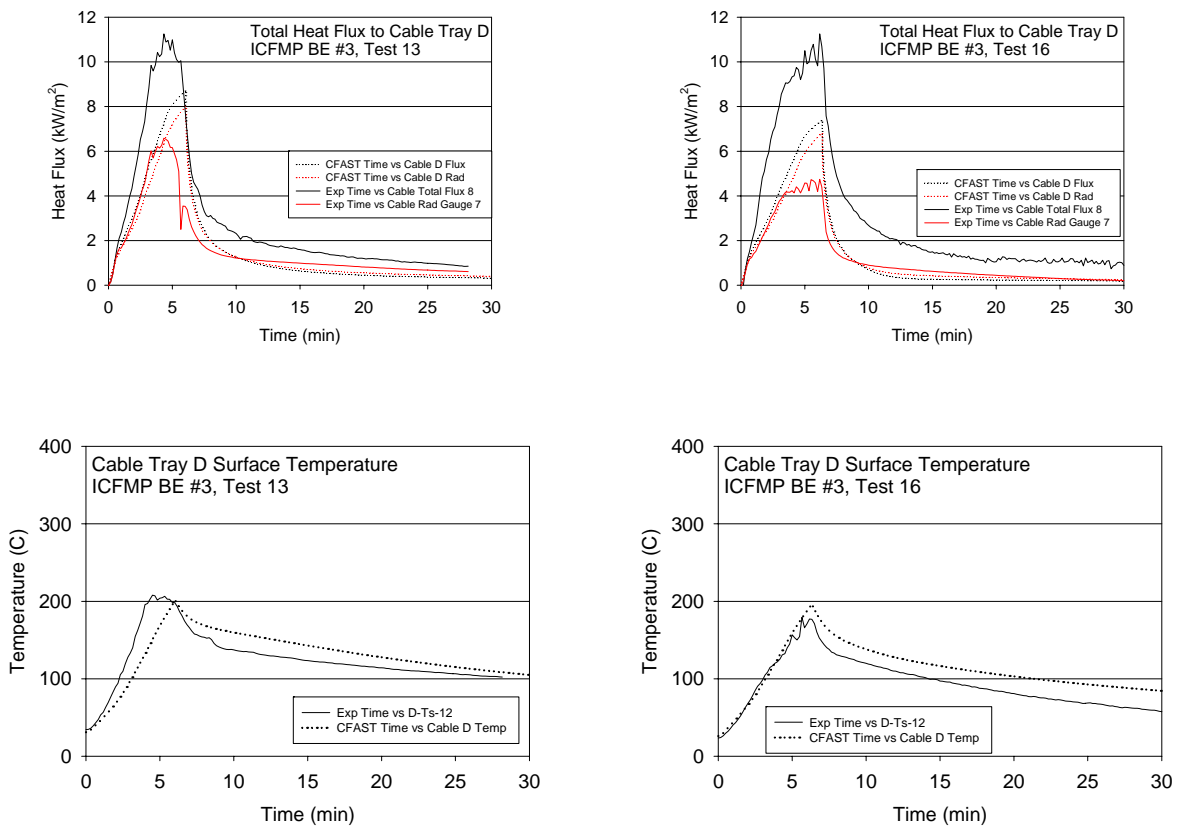 Total Heat Flux to Cable Tray D
ICFMP BE #3, Test 13
Heat Flux (kW/m²)
12
10
8
6
4
2
0
CFAST Time vs Cable D Flux
CFAST Time vs Cable D Rad
Exp Time vs Cable Total Flux 8
Exp Time vs Cable Rad Gauge 7
0 5 10 15 20 25 30
Time (min)
Total Heat Flux to Cable Tray D
ICFMP BE #3, Test 16
Heat Flux (kW/m²)
12
10
8
6
4
2
0
CFAST Time vs Cable D Flux
CFAST Time vs Cable D Rad
Exp Time vs Cable Total Flux 8
Exp Time vs Cable Rad Gauge 7
0 5 10 15 20 25 30
Time (min)
Cable Tray D Surface Temperature
ICFMP BE #3, Test 13
Temperature (C)
400
300
200
100
0
Exp Time vs D-Ts-12
CFAST Time vs Cable D Temp
0 5 10 15 20 25 30
Time (min)
Cable Tray D Surface Temperature
ICFMP BE #3, Test 16
Temperature (C)
400
300
200
100
0
Exp Time vs D-Ts-12
CFAST Time vs Cable D Temp
0 5 10 15 20 25 30
Time (min)